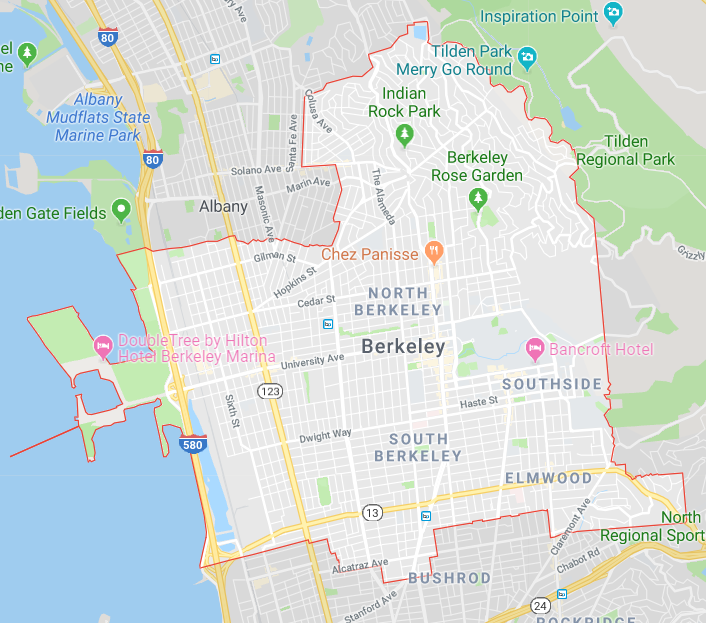 Inspiration Point
80
el
ne
Tilden Park
Merry Go Round
Indian
Rock Park
Albany
Mudflats State
Marine Park
Colusa Ave
Santa Fe Ave
80
Tilden
Regional Park
Berkeley
Rose Garden
Solano Ave
Marin Ave
The Alameda
Masonic Ave
Albany
den Gate Fields
Grizzly
Chez Panisse
Gilman St
Hopkins St
Cedar St
NORTH
BERKELEY
DoubleTree by Hilton
Hotel Berkeley Marina
Berkeley
Bancroft Hotel
University Ave
123
SOUTHSIDE
Sixth St
Haste St
580
Dwight Way
SOUTH
BERKELEY
ELMWOOD
13
Claremont Ave
North
Regional Sport
Chabot Rd
Alcatraz Ave
BUSHROD
Stanford Ave
24
ROCKRIDGE